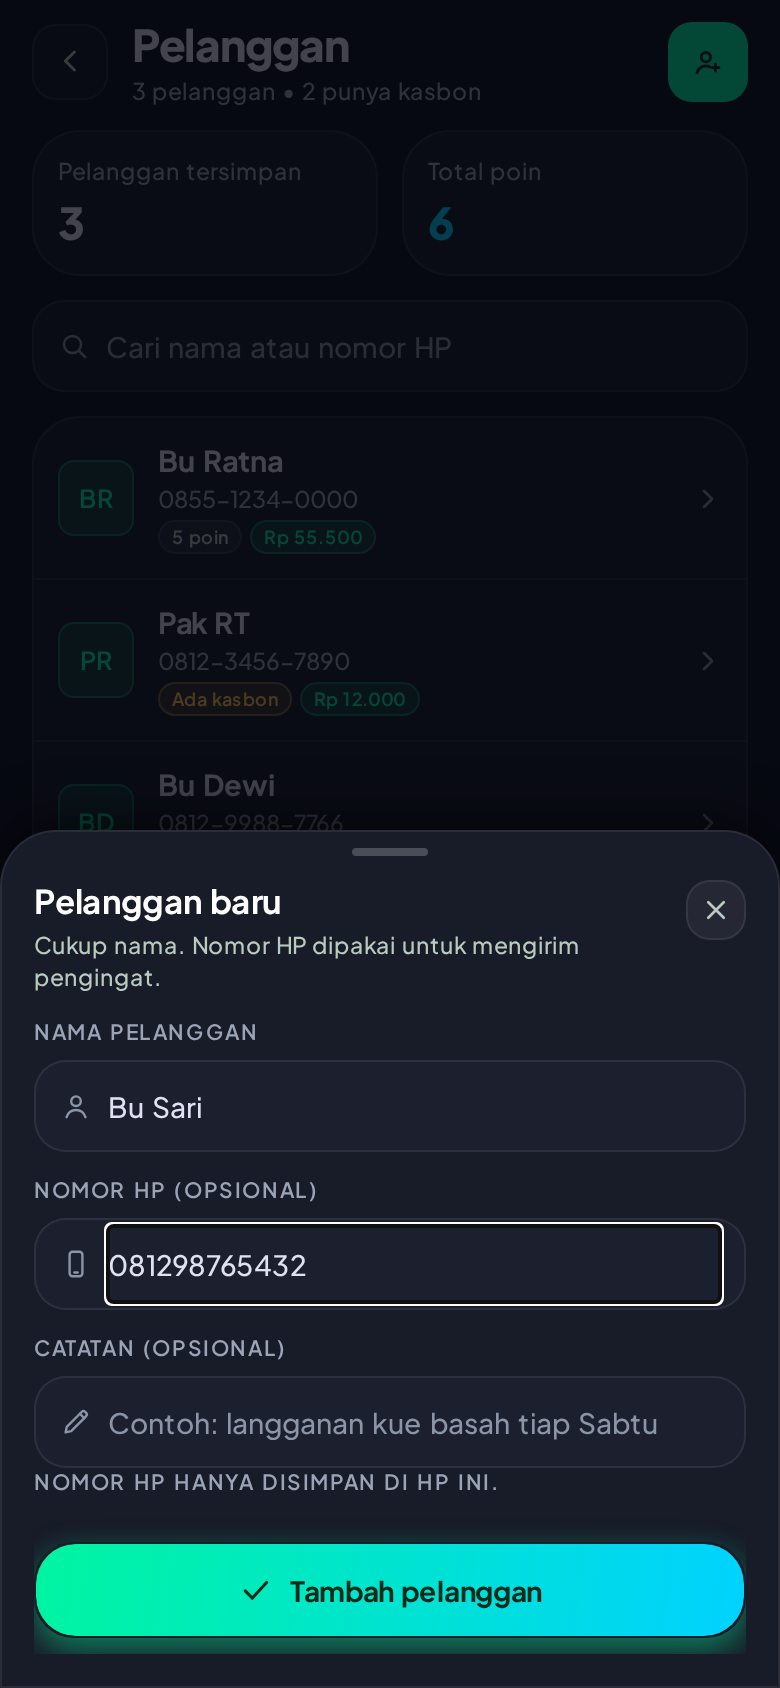 Pelanggan
3 pelanggan • 2 punya kasbon
Pelanggan tersimpan
3
Total poin
6
Cari nama atau nomor HP
BR
Bu Ratna
0855-1234-0000
5 poin
Rp 55.500
PR
Pak RT
0812-3456-7890
Ada kasbon
Rp 12.000
BD
Bu Dewi
0812-9988-7766
Pelanggan baru
Cukup nama. Nomor HP dipakai untuk mengirim
pengingat.
NAMA PELANGGAN
Bu Sari
NOMOR HP (OPSIONAL)
081298765432
CATATAN (OPSIONAL)
Contoh: langganan kue basah tiap Sabtu
NOMOR HP HANYA DISIMPAN DI HP INI.
Tambah pelanggan